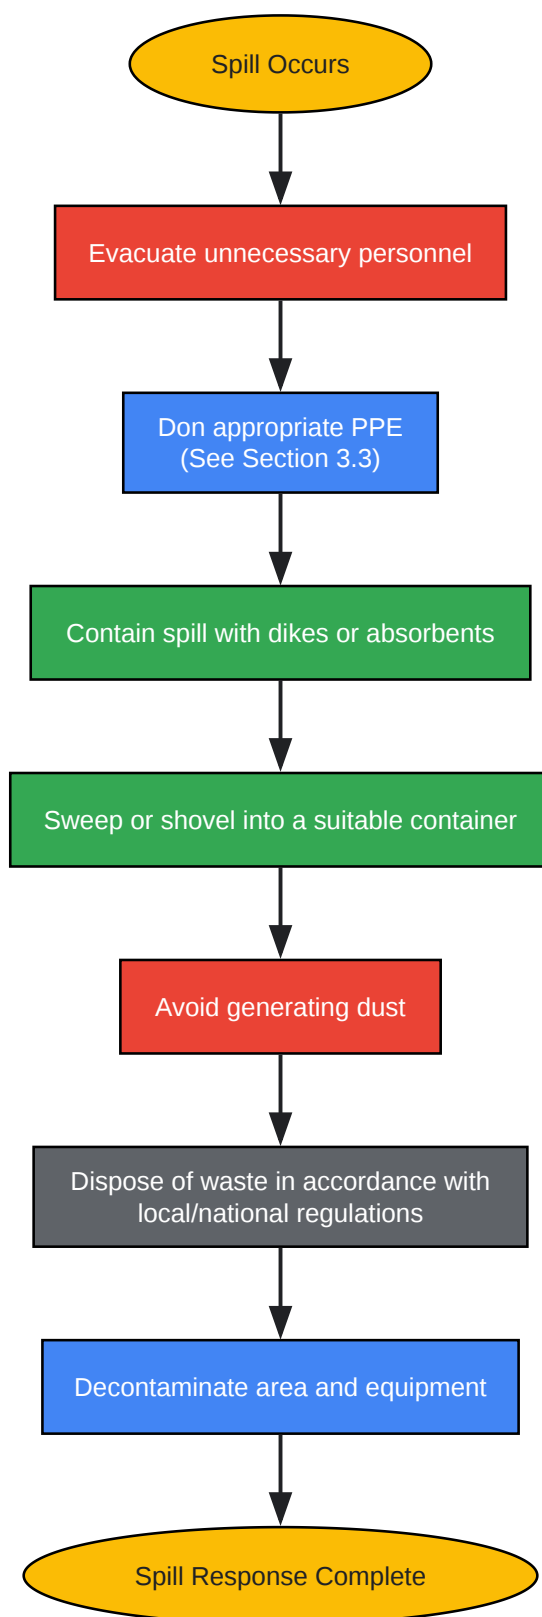 Spill Occurs
Evacuate unnecessary personnel
Don appropriate PPE
(See Section 3.3)
Contain spill with dikes or absorbents
Sweep or shovel into a suitable container
Avoid generating dust
Dispose of waste in accordance with
local/national regulations
Decontaminate area and equipment
Spill Response Complete